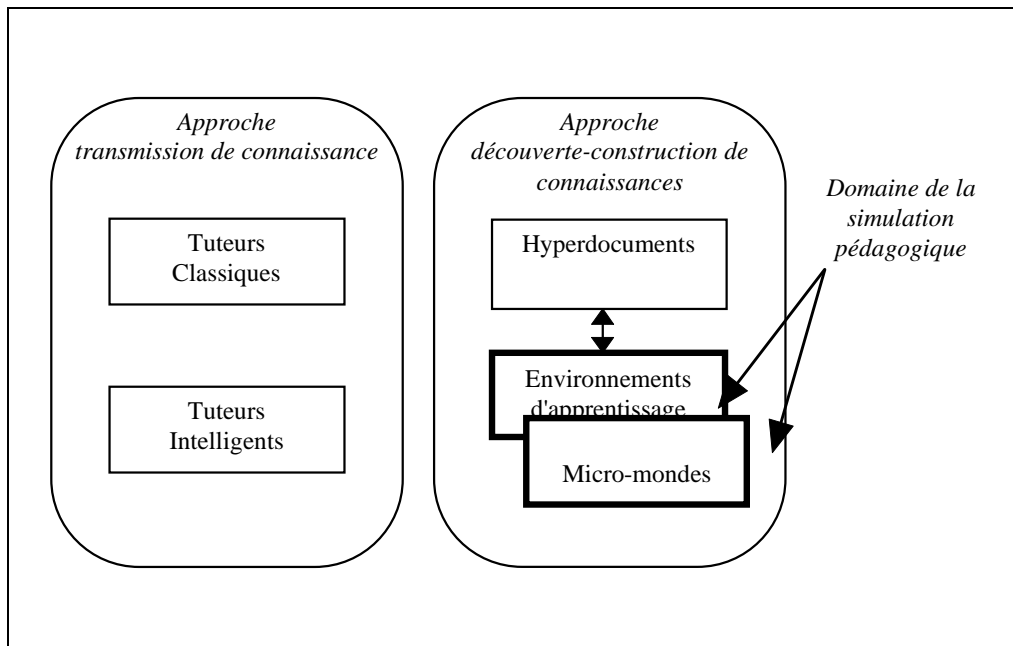 Approche
transmission de connaissance
Tuteurs
Classiques
Tuteurs
Intelligents
Approche
découverte-construction de
connaissances
Hyperdocuments
Environnements
d'apprentissage
Micro-mondes
Domaine de la
simulation
pédagogique